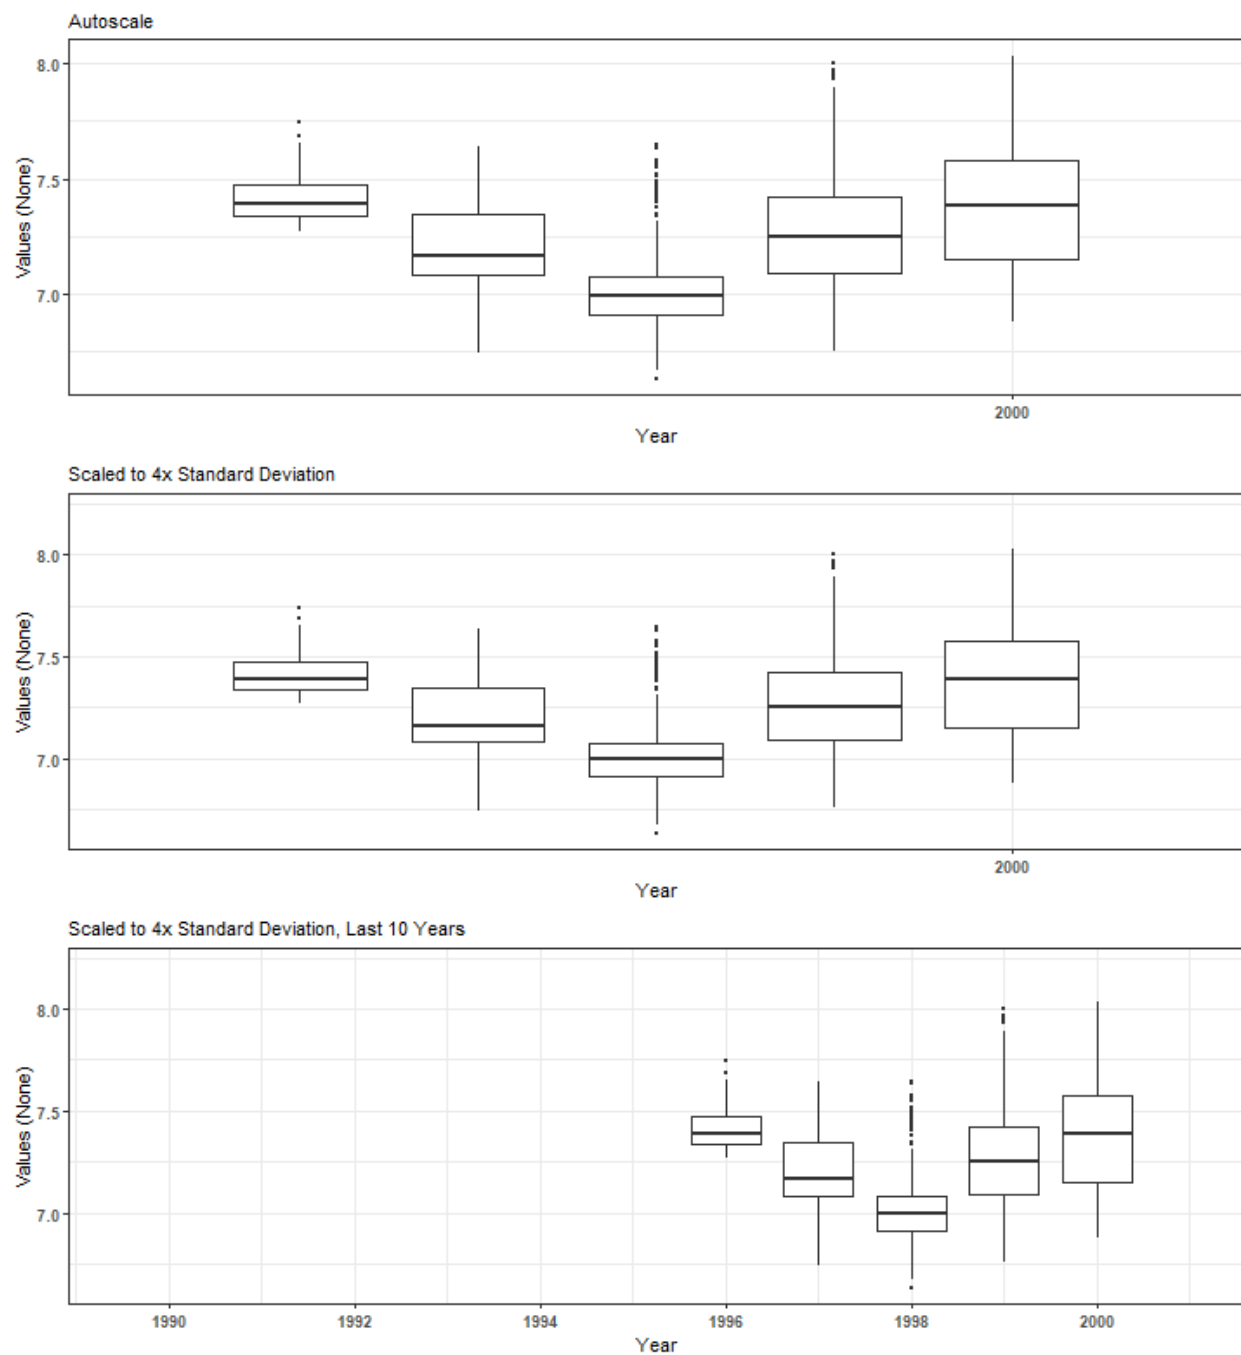 Autoscale
8.0
7.5
7.0
Values (None)
2000
Year
Scaled to 4x Standard Deviation
8.0
7.5
7.0
Values (None)
2000
Year
Scaled to 4x Standard Deviation, Last 10 Years
8.0
7.5
7.0
Values (None)
1990 1992 1994 1996 1998 2000
Year